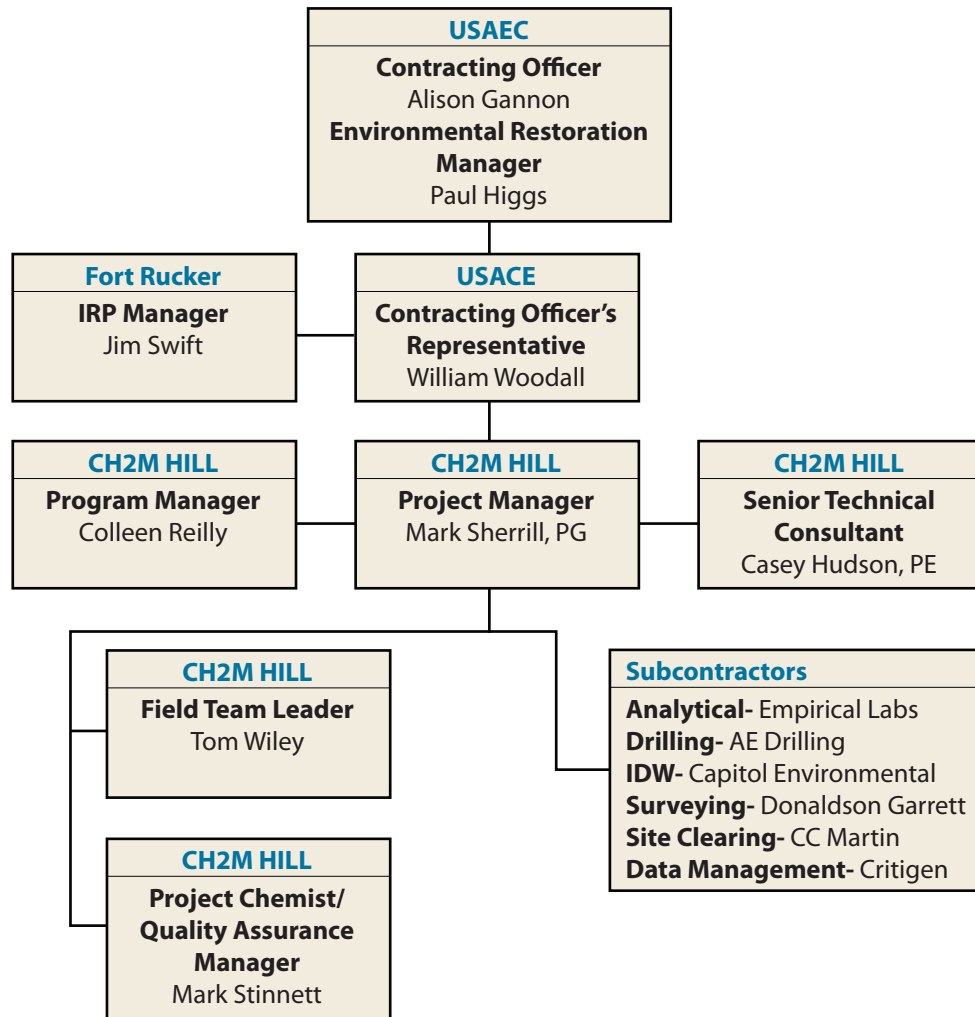 USAEC
Contracting Officer
Alison Gannon
Environmental Restoration
Manager
Paul Higgs
Fort Rucker
IRP Manager
Jim Swift
USACE
Contracting Officer's
Representative
William Woodall
CH2M HILL
Program Manager
Colleen Reilly
CH2M HILL
Project Manager
Mark Sherrill, PG
CH2M HILL
Senior Technical
Consultant
Casey Hudson, PE
CH2M HILL
Field Team Leader
Tom Wiley
CH2M HILL
Project Chemist/
Quality Assurance
Manager
Mark Stinnett
Subcontractors
Analytical- Empirical Labs
Drilling- AE Drilling
IDW- Capitol Environmental
Surveying- Donaldson Garrett
Site Clearing- CC Martin
Data Management- Critigen